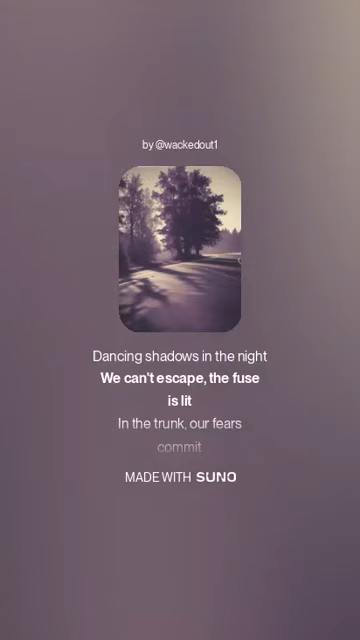 by @wackedout1
Dancing shadows in the night
We can't escape, the fuse
is lit
In the trunk, our fears
commit
MADE WITH SUNO